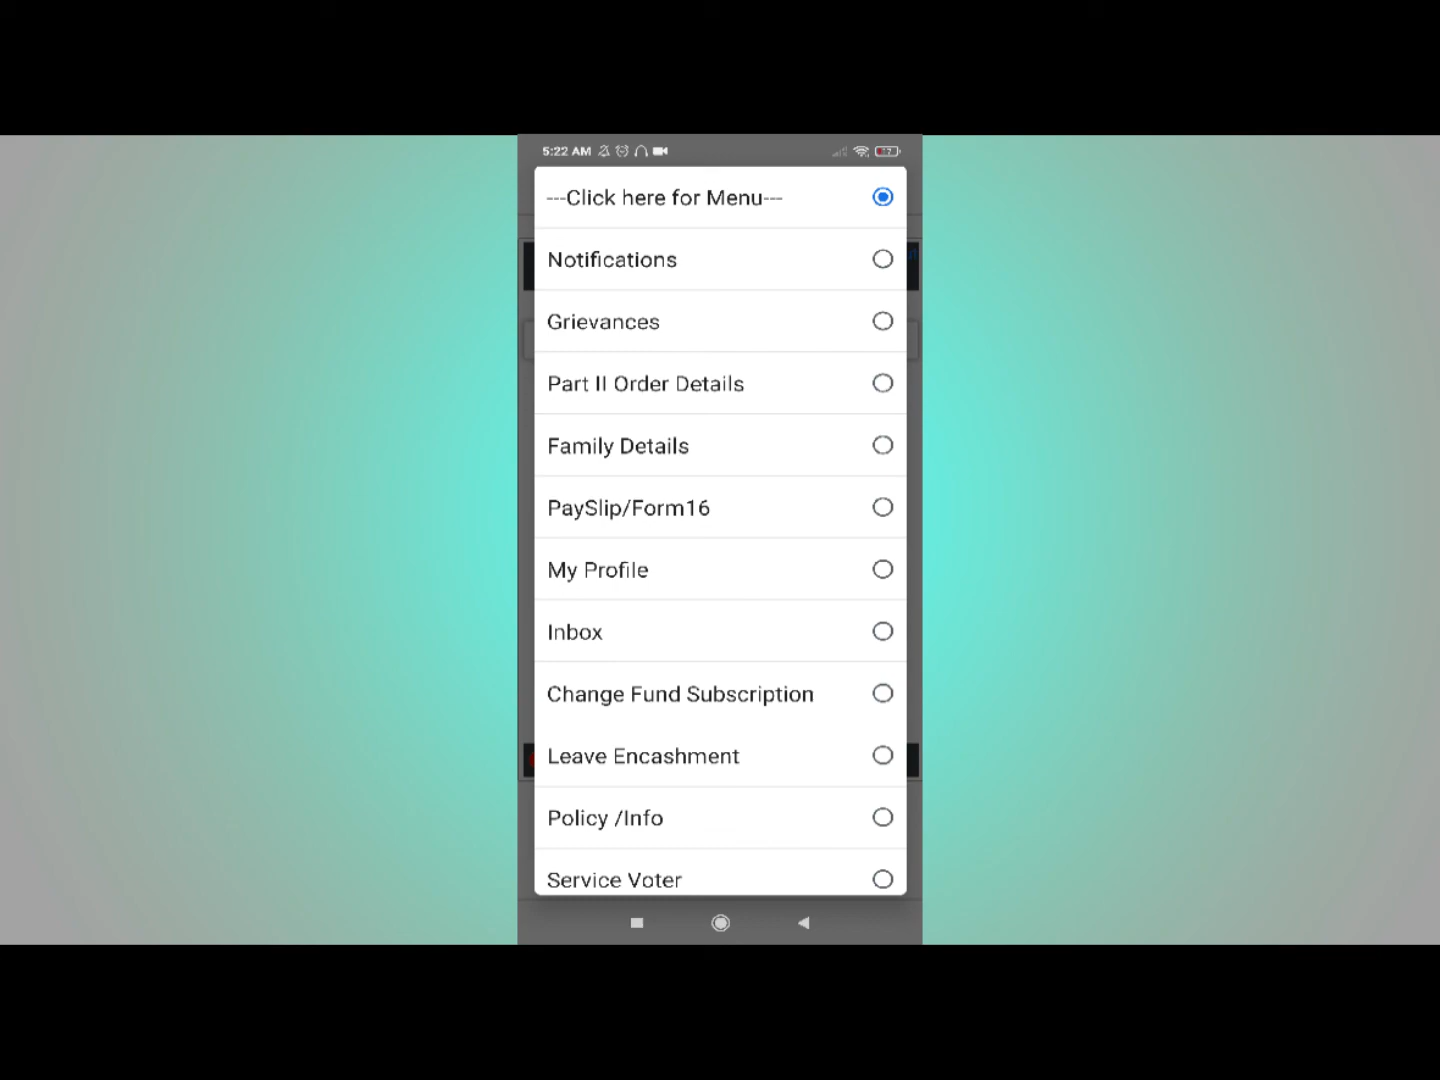 5:22 AM
---Click here for Menu---
Notifications
Grievances
Part II Order Details
Family Details
PaySlip/Form16
My Profile
Inbox
Change Fund Subscription
Leave Encashment
Policy /Info
Service Voter